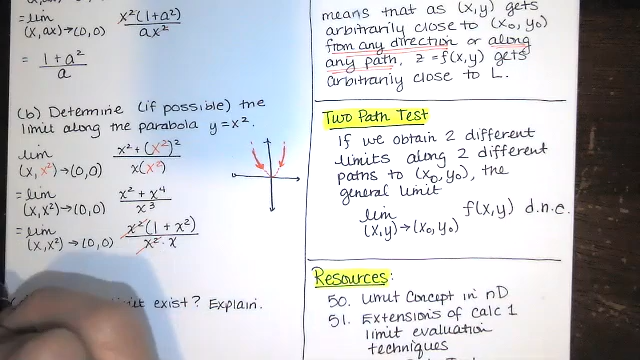 = lim x²(1+a²)
(x,ax)→(0,0) ax²
= 1+a²
a
(b) Determine (if possible) the
limit along the parabola y=x².
lim x²+(x²)²
(x,x²)→(0,0) x(x²)
= lim x²+x⁴
(x,x²)→(0,0) x³
= lim x²(1+x²)
(x,x²)→(0,0) x²·x
exist? Explain.
means that as (x,y) gets
arbitrarily close to (x₀,y₀)
from any direction or along
any path, z=f(x,y) gets
arbitrarily close to L.
Two Path Test
If we obtain 2 different
limits along 2 different
paths to (x₀,y₀), the
general limit
lim f(x,y) d.n.e.
(x,y)→(x₀,y₀)
Resources:
50. Limit Concept in nD
51. Extensions of Calc 1
limit evaluation
techniques